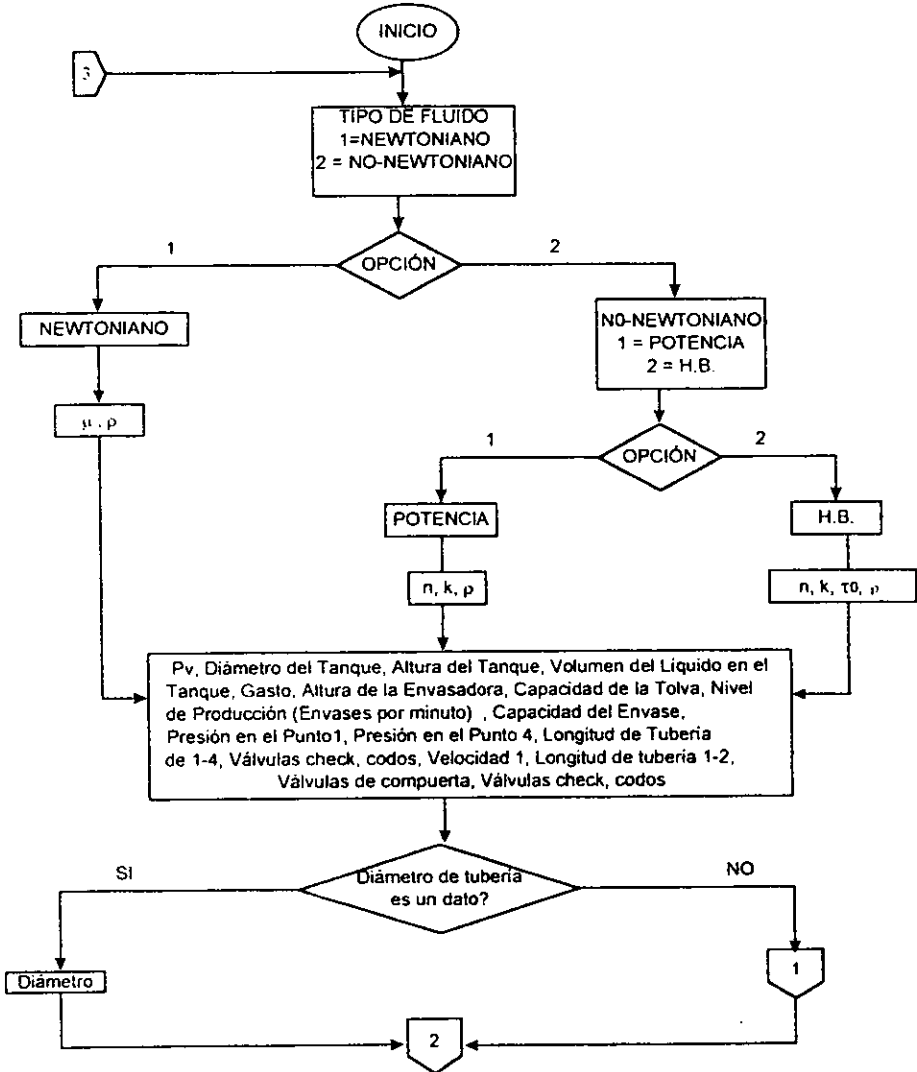 INICIO
3
TIPO DE FLUIDO
1=NEWTONIANO
2 = NO-NEWTONIANO
1
OPCIÓN
2
NEWTONIANO
N0-NEWTONIANO
1 = POTENCIA
2 = H.B.
μ, ρ
1
OPCIÓN
2
POTENCIA
H.B.
n, k, ρ
n, k, τ0, ρ
Pv, Diámetro del Tanque, Altura del Tanque, Volumen del Líquido en el
Tanque, Gasto, Altura de la Envasadora, Capacidad de la Tolva, Nivel
de Producción (Envases por minuto) , Capacidad del Envase,
Presión en el Punto1, Presión en el Punto 4, Longitud de Tubería
de 1-4, Válvulas check, codos, Velocidad 1, Longitud de tubería 1-2,
Válvulas de compuerta, Válvulas check, codos
SI
Diámetro de tubería
es un dato?
NO
Diámetro
1
2